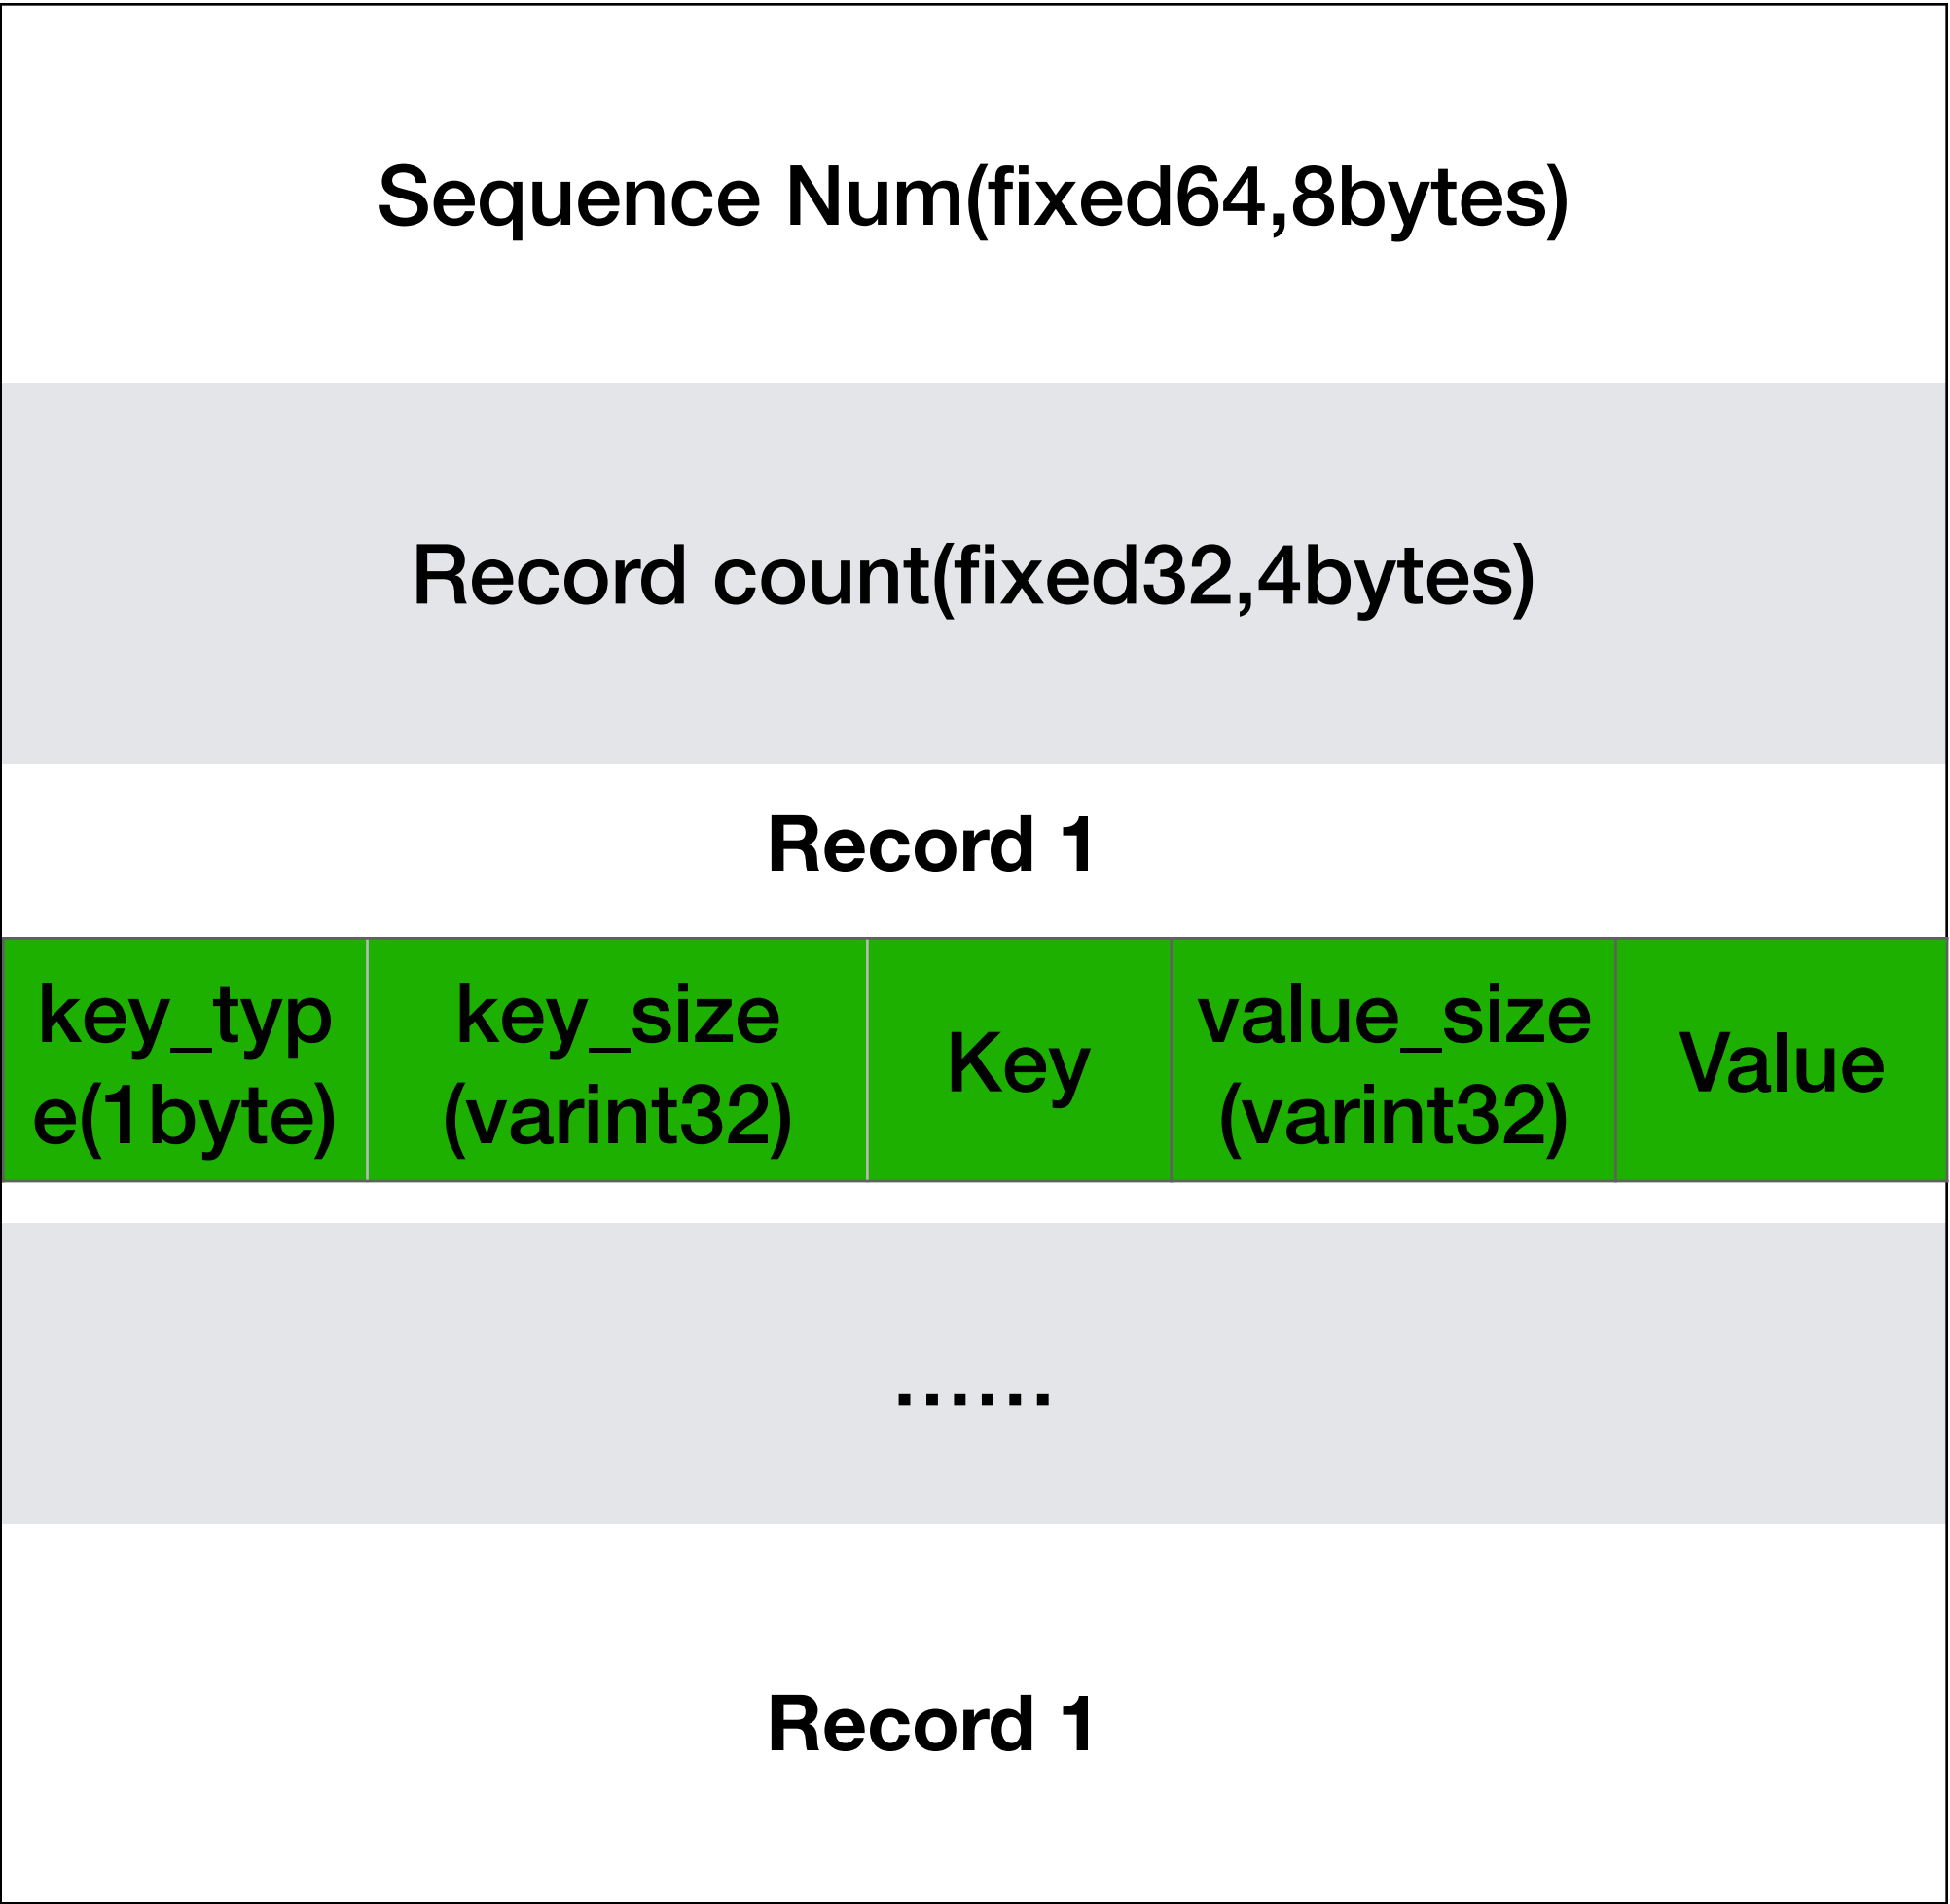 Sequence Num(fixed64,8bytes)
Record count(fixed32,4bytes)
Record 1
key_typ
e(1byte)
key_size
(varint32)
Key
value_size
(varint32)
Value
......
Record 1